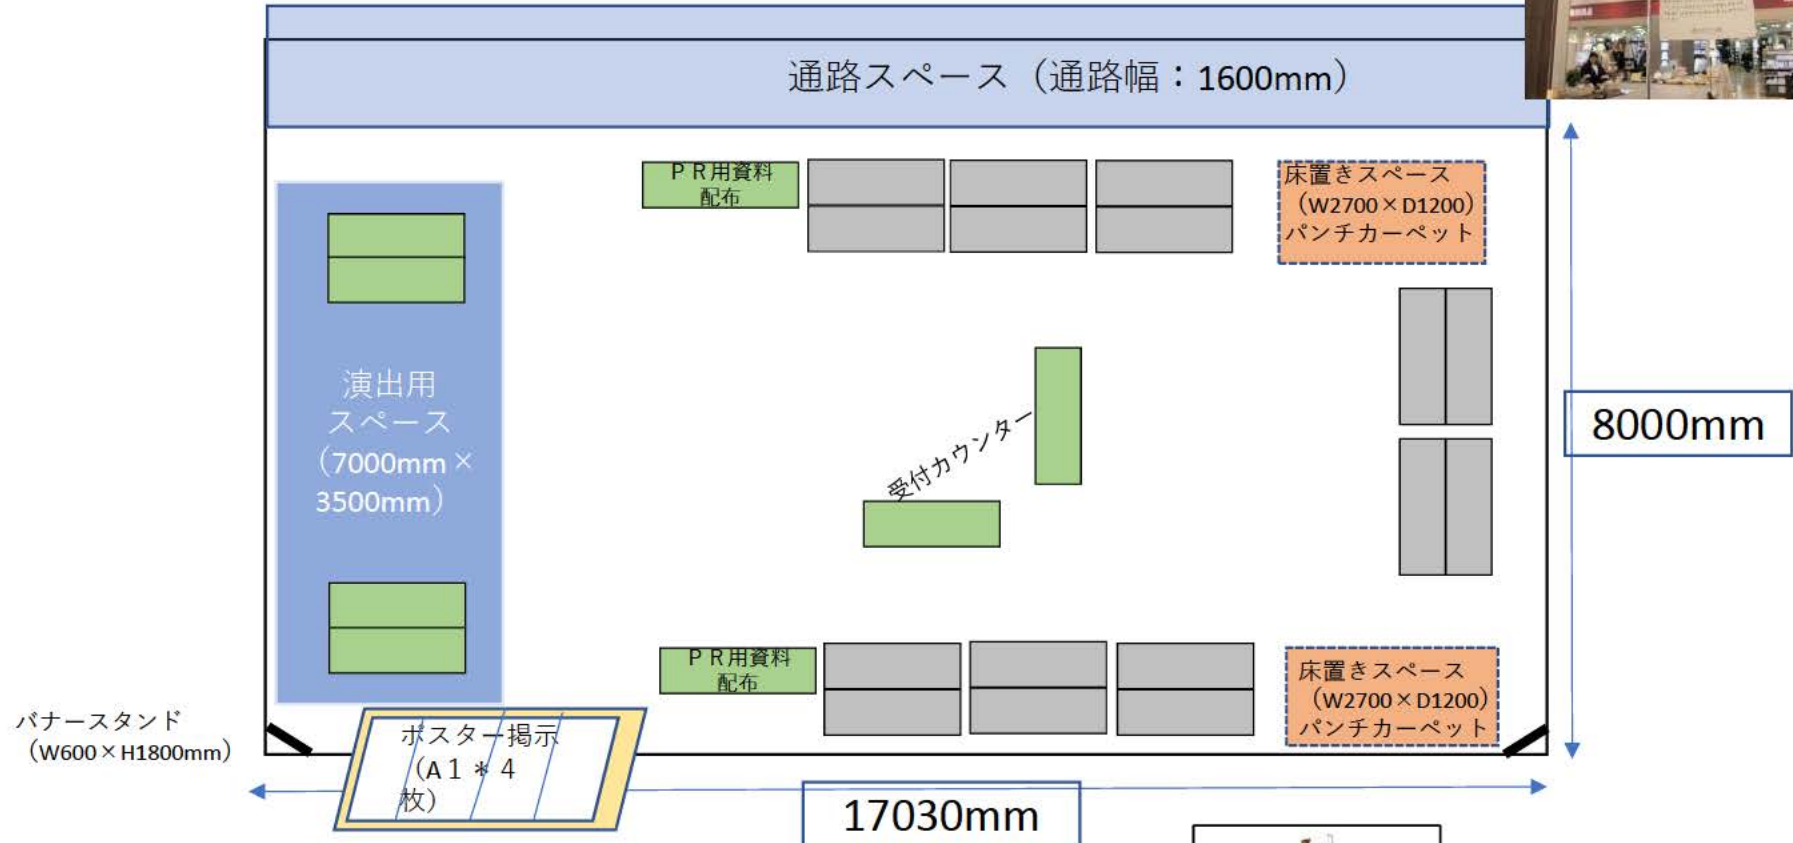 通路スペース（通路幅：1600mm）
ＰＲ用資料
配布
床置きスペース
（W2700×D1200）
パンチカーペット
演出用
スペース
（7000mm×
3500mm）
受付カウンター
8000mm
ＰＲ用資料
配布
床置きスペース
（W2700×D1200）
パンチカーペット
バナースタンド
（W600×H1800mm）
ポスター掲示
（A１＊４
枚）
17030mm